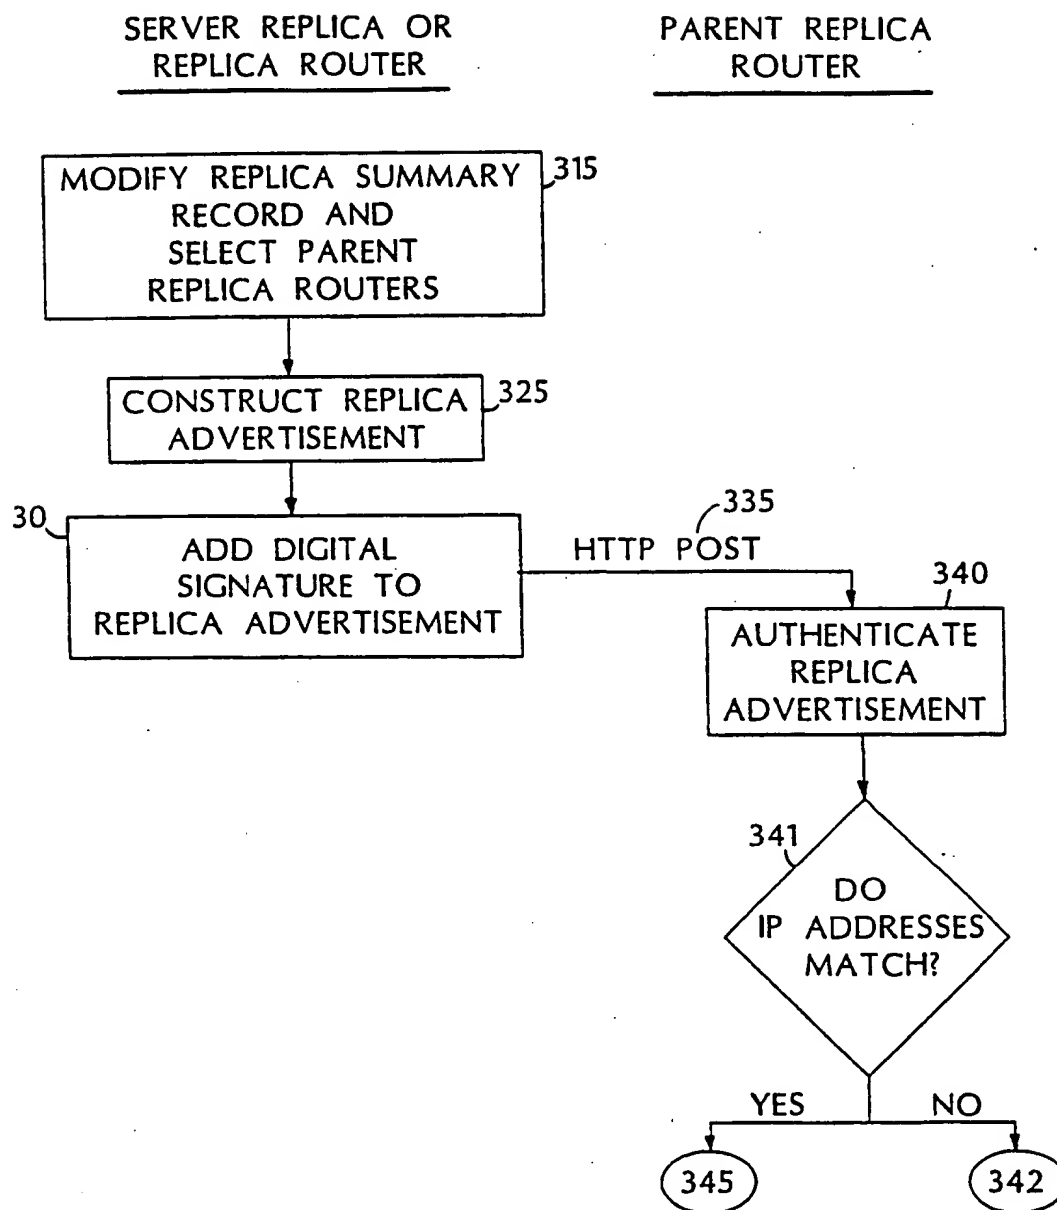 SERVER REPLICA OR
REPLICA ROUTER
PARENT REPLICA
ROUTER
315
MODIFY REPLICA SUMMARY
RECORD AND
SELECT PARENT
REPLICA ROUTERS
325
CONSTRUCT REPLICA
ADVERTISEMENT
30
ADD DIGITAL
SIGNATURE TO
REPLICA ADVERTISEMENT
335
HTTP POST
340
AUTHENTICATE
REPLICA
ADVERTISEMENT
341
DO
IP ADDRESSES
MATCH?
YES
NO
345
342